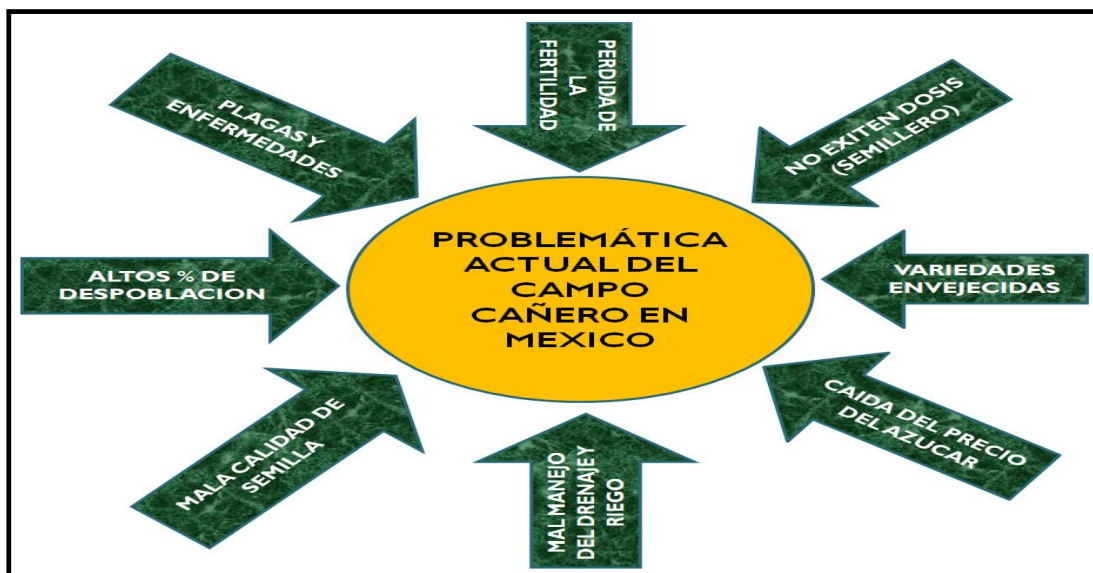 PERDIDA DE
LA
FERTILIDAD
PLAGAS Y
ENFERMEDADES
NO EXITEN DOSIS
(SEMILLERO)
PROBLEMÁTICA
ACTUAL DEL
CAMPO
CAÑERO EN
MEXICO
ALTOS % DE
DESPOBLACION
VARIEDADES
ENVEJECIDAS
MALA CALIDAD DE
SEMILLA
MAL MANEJO
DEL DRENAJE Y
RIEGO
CAIDA DEL PRECIO
DEL AZUCAR